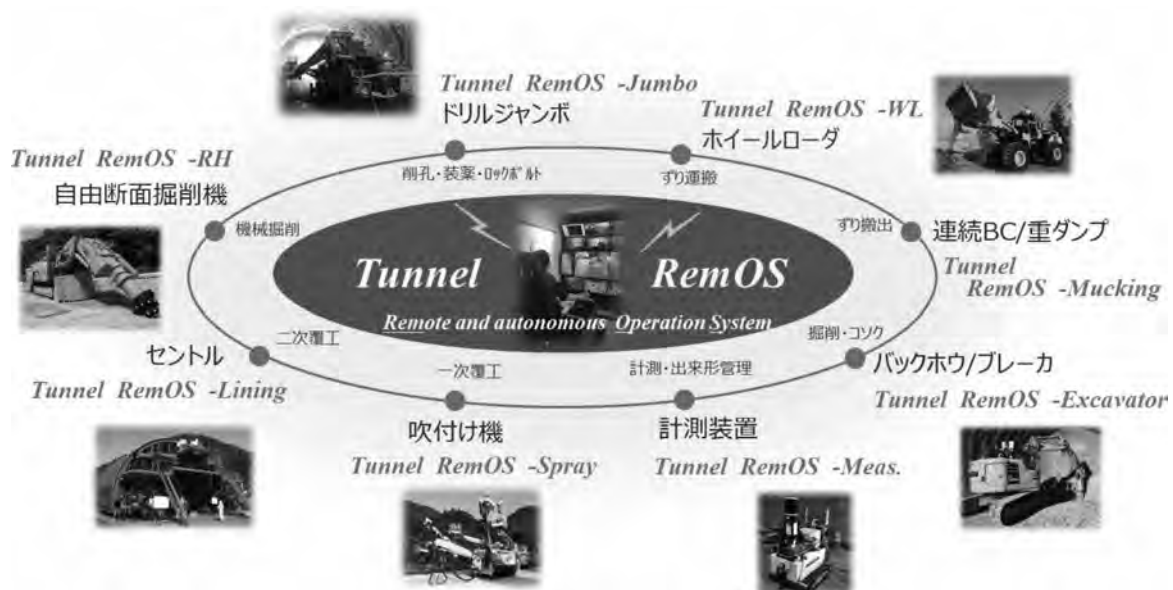 Tunnel RemOS -Jumbo
ドリルジャンボ
Tunnel RemOS -WL
ホイールローダ
Tunnel RemOS -RH
自由断面掘削機
削孔・装薬・ロックボルト
ずり運搬
機械掘削
ずり搬出
連続BC/重ダンプ
Tunnel
RemOS -Mucking
Tunnel RemOS
Remote and autonomous Operation System
掘削・コソク
バックホウ/ブレーカ
Tunnel RemOS -Excavator
二次覆工
セントル
Tunnel RemOS -Lining
一次覆工
吹付け機
Tunnel RemOS -Spray
計測・出来形管理
計測装置
Tunnel RemOS -Meas.